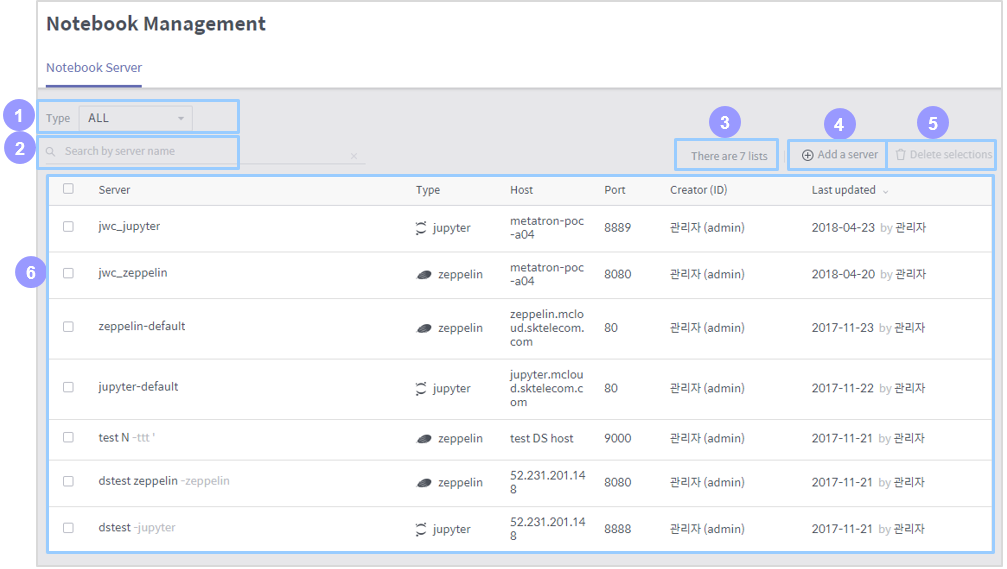 Notebook Management
Notebook Server
1
Type ALL
2
Search by server name
3
There are 7 lists
4
Add a server
5
Delete selections
6
Server Type Host Port Creator (ID) Last updated
jwc_jupyter jupyter metatron-poc
-a04 8889 관리자 (admin) 2018-04-23 by 관리자
jwc_zeppelin zeppelin metatron-poc
-a04 8080 관리자 (admin) 2018-04-20 by 관리자
zeppelin-default zeppelin zeppelin.mclo
ud.sktelecom.
com 80 관리자 (admin) 2017-11-23 by 관리자
jupyter-default jupyter jupyter.mclou
d.sktelecom.c
om 80 관리자 (admin) 2017-11-22 by 관리자
test N -ttt ' zeppelin test DS host 9000 관리자 (admin) 2017-11-21 by 관리자
dstest zeppelin -zeppelin zeppelin 52.231.201.14
8 8080 관리자 (admin) 2017-11-21 by 관리자
dstest -jupyter jupyter 52.231.201.14
8 8888 관리자 (admin) 2017-11-21 by 관리자